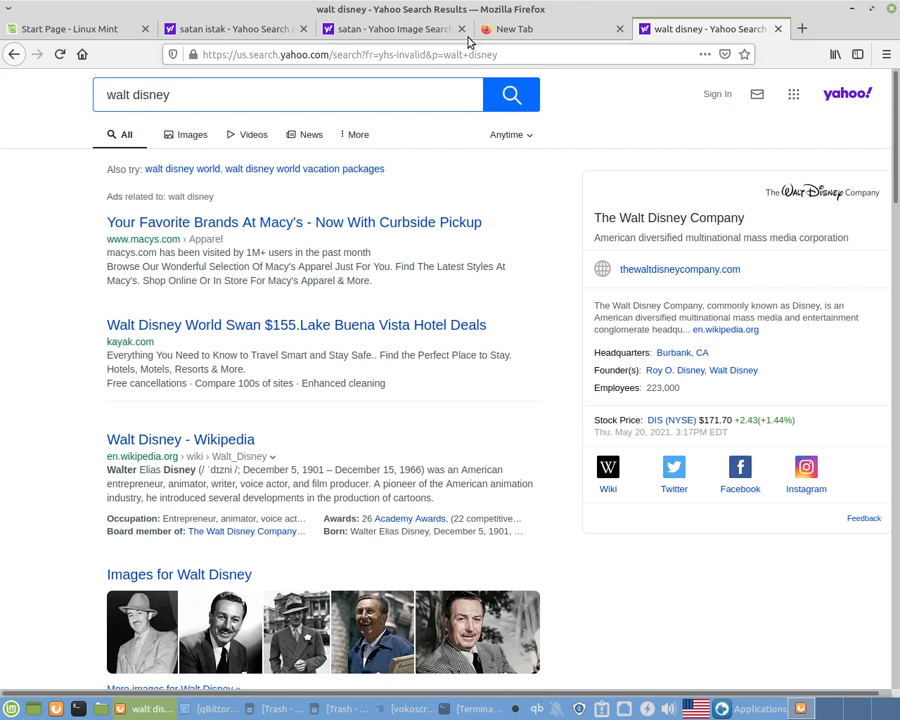 walt disney - Yahoo Search Results — Mozilla Firefox
Start Page - Linux Mint
satan istak - Yahoo Search
satan - Yahoo Image Search
New Tab
walt disney - Yahoo Search
https://us.search.yahoo.com/search?fr=yhs-invalid&p=walt+disney
walt disney
Sign In
yahoo!
All
Images
Videos
News
More
Anytime
Also try: walt disney world, walt disney world vacation packages
Ads related to: walt disney
Your Favorite Brands At Macy's - Now With Curbside Pickup
www.macys.com › Apparel
macys.com has been visited by 1M+ users in the past month
Browse Our Wonderful Selection Of Macy's Apparel Just For You. Find The Latest Styles At
Macy's. Shop Online Or In Store For Macy's Apparel & More.
Walt Disney World Swan $155.Lake Buena Vista Hotel Deals
kayak.com
Everything You Need to Know to Travel Smart and Stay Safe.. Find the Perfect Place to Stay.
Hotels, Motels, Resorts & More.
Free cancellations · Compare 100s of sites · Enhanced cleaning
Walt Disney - Wikipedia
en.wikipedia.org › wiki › Walt_Disney
Walter Elias Disney (/ ˈdɪzni /; December 5, 1901 – December 15, 1966) was an American
entrepreneur, animator, writer, voice actor, and film producer. A pioneer of the American animation
industry, he introduced several developments in the production of cartoons.
Occupation: Entrepreneur, animator, voice act...
Awards: 26 Academy Awards, (22 competitive...
Board member of: The Walt Disney Company...
Born: Walter Elias Disney, December 5, 1901, ...
Images for Walt Disney
More images for Walt Disney »
The Walt Disney Company
The Walt Disney Company
American diversified multinational mass media corporation
thewaltdisneycompany.com
The Walt Disney Company, commonly known as Disney, is an
American diversified multinational mass media and entertainment
conglomerate headqu... en.wikipedia.org
Headquarters: Burbank, CA
Founder(s): Roy O. Disney, Walt Disney
Employees: 223,000
Stock Price: DIS (NYSE) $171.70 +2.43(+1.44%)
Thu, May 20, 2021, 3:17PM EDT
W
Wiki
Twitter
Facebook
Instagram
Feedback
walt dis...
[qBittor...
[Trash -...
[Trash -...
[vokoscr...
[Termina...
qb
Applications